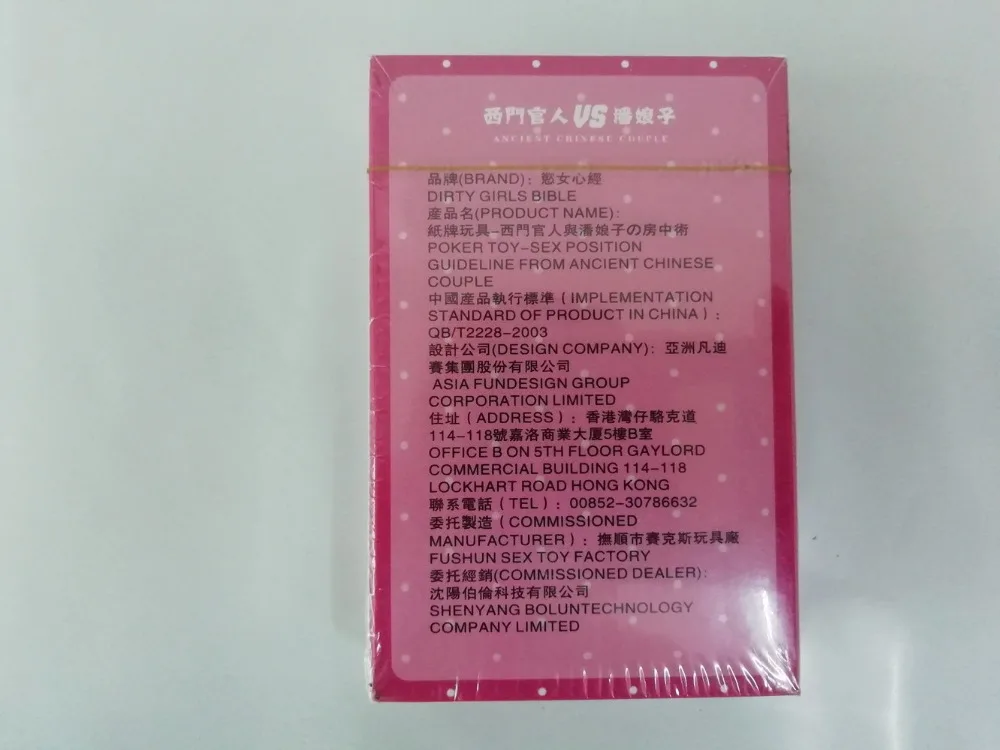 西門官人VS潘娘子
ANCIENT CHINESE COUPLE
品牌(BRAND): 慾女心經
DIRTY GIRLS BIBLE
産品名(PRODUCT NAME):
紙牌玩具-西門官人與潘娘子の房中術
POKER TOY-SEX POSITION
GUIDELINE FROM ANCIENT CHINESE
COUPLE
中國産品執行標準(IMPLEMENTATION
STANDARD OF PRODUCT IN CHINA):
QB/T2228-2003
設計公司(DESIGN COMPANY): 亞洲凡迪
賽集團股份有限公司
ASIA FUNDESIGN GROUP
CORPORATION LIMITED
住址(ADDRESS): 香港灣仔駱克道
114-118號嘉洛商業大厦5樓B室
OFFICE B ON 5TH FLOOR GAYLORD
COMMERCIAL BUILDING 114-118
LOCKHART ROAD HONG KONG
聯系電話(TEL): 00852-30786632
委托製造(COMMISSIONED
MANUFACTURER): 撫順市賽克斯玩具廠
FUSHUN SEX TOY FACTORY
委托經銷(COMMISSIONED DEALER):
沈陽伯倫科技有限公司
SHENYANG BOLUNTECHNOLOGY
COMPANY LIMITED